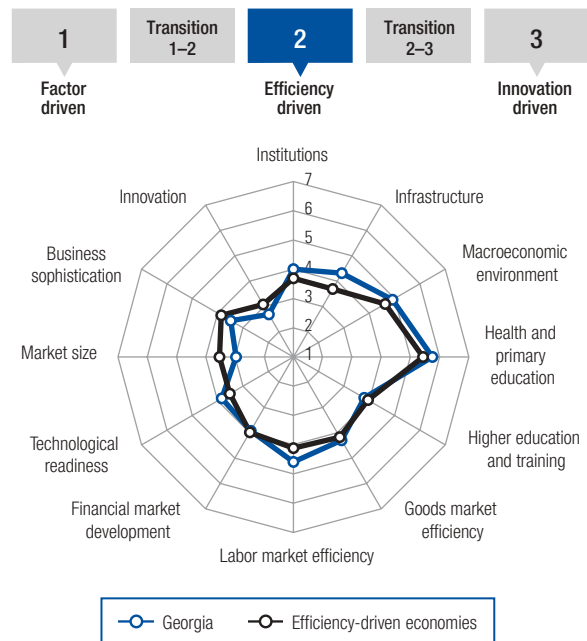 1
Transition
1–2
2
Transition
2–3
3
Factor
driven
Efficiency
driven
Innovation
driven
Institutions
7
6
5
4
3
2
1
Infrastructure
Macroeconomic
environment
Health and
primary
education
Higher education
and training
Goods market
efficiency
Labor market efficiency
Financial market
development
Technological
readiness
Market size
Business
sophistication
Innovation
Georgia
Efficiency-driven economies